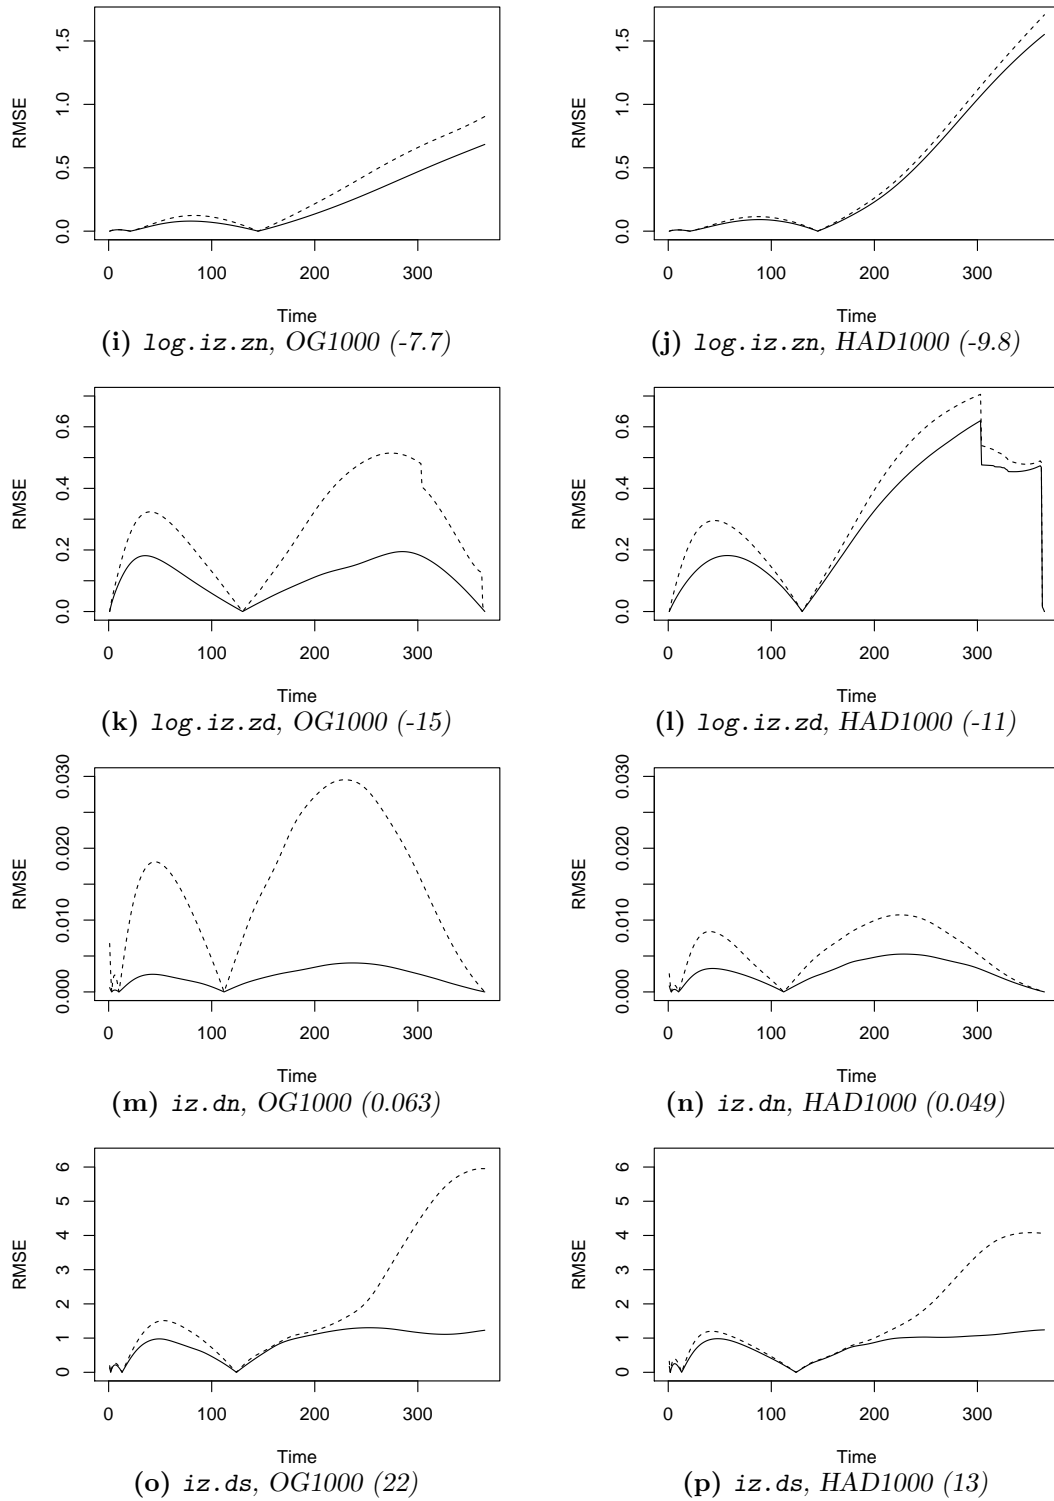 RMSE
0.0 0.5 1.0 1.5
0 100 200 300
Time
(i) log.iz.zn, OG1000 (-7.7)
RMSE
0.0 0.5 1.0 1.5
0 100 200 300
Time
(j) log.iz.zn, HAD1000 (-9.8)
RMSE
0.0 0.2 0.4 0.6
0 100 200 300
Time
(k) log.iz.zd, OG1000 (-15)
RMSE
0.0 0.2 0.4 0.6
0 100 200 300
Time
(l) log.iz.zd, HAD1000 (-11)
RMSE
0.000 0.010 0.020 0.030
0 100 200 300
Time
(m) iz.dn, OG1000 (0.063)
RMSE
0.000 0.010 0.020 0.030
0 100 200 300
Time
(n) iz.dn, HAD1000 (0.049)
RMSE
0 1 2 3 4 5 6
0 100 200 300
Time
(o) iz.ds, OG1000 (22)
RMSE
0 1 2 3 4 5 6
0 100 200 300
Time
(p) iz.ds, HAD1000 (13)